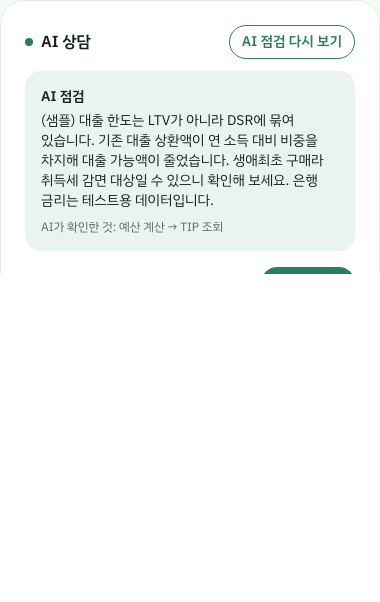 AI 상담
AI 점검 다시 보기
AI 점검
(샘플) 대출 한도는 LTV가 아니라 DSR에 묶여
있습니다. 기존 대출 상환액이 연 소득 대비 비중을
차지해 대출 가능액이 줄었습니다. 생애최초 구매라
취득세 감면 대상일 수 있으니 확인해 보세요. 은행
금리는 테스트용 데이터입니다.
AI가 확인한 것: 예산 계산 → TIP 조회